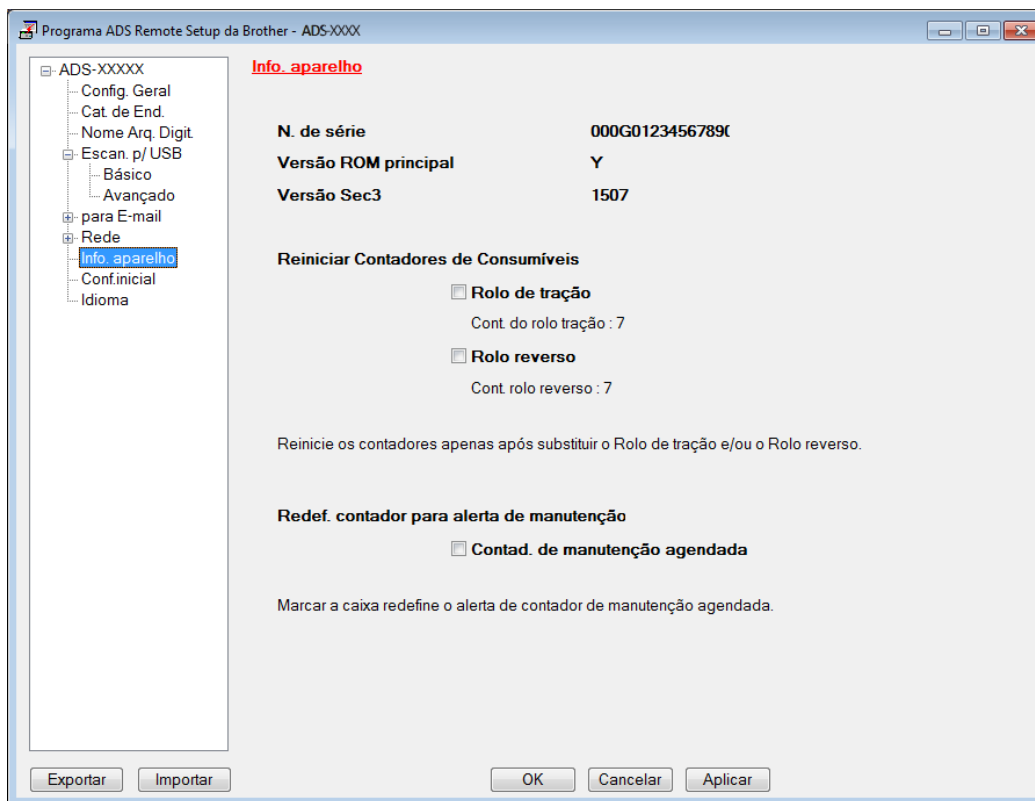 Programa ADS Remote Setup da Brother - ADS-XXXX
ADS-XXXXX
Config. Geral
Cat. de End.
Nome Arq. Digit.
Escan. p/ USB
Básico
Avançado
para E-mail
Rede
Info. aparelho
Conf.inicial
Idioma
Info. aparelho
N. de série 000G0123456789(
Versão ROM principal Y
Versão Sec3 1507
Reiniciar Contadores de Consumíveis
Rolo de tração
Cont. do rolo tração : 7
Rolo reverso
Cont. rolo reverso : 7
Reinicie os contadores apenas após substituir o Rolo de tração e/ou o Rolo reverso.
Redef. contador para alerta de manutenção
Contad. de manutenção agendada
Marcar a caixa redefine o alerta de contador de manutenção agendada.
Exportar Importar OK Cancelar Aplicar